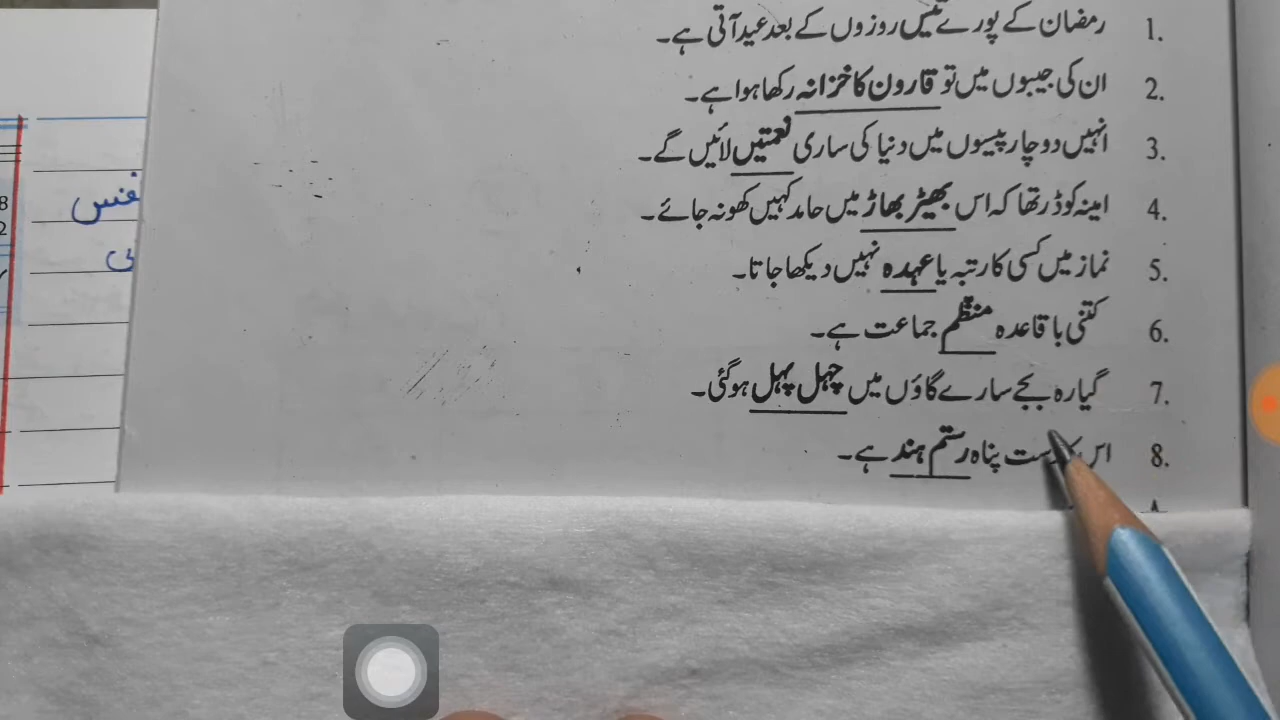 1. رمضان کے پورے تیس روزوں کے بعد عید آتی ہے۔
2. ان کی جیبوں میں تو قارون کا خزانہ رکھا ہوا ہے۔
3. انہیں دو چار پیسوں میں دنیا کی ساری نعمتیں لائیں گے۔
4. امینہ کو ڈر تھا کہ اس بھیڑ بھاڑ میں حامد کہیں کھو نہ جائے۔
5. نماز میں کسی کا رتبہ یا عہدہ نہیں دیکھا جاتا۔
6. کتنی باقاعدہ منظم جماعت ہے۔
7. گیارہ بجے سارے گاؤں میں چہل پہل ہو گئی۔
8. اس پناہ رستم ہند ہے۔
نفس
8
2